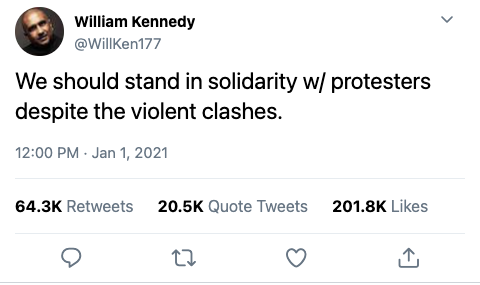 William Kennedy
@WillKen177
We should stand in solidarity w/ protesters
despite the violent clashes.
12:00 PM · Jan 1, 2021
64.3K Retweets 20.5K Quote Tweets 201.8K Likes